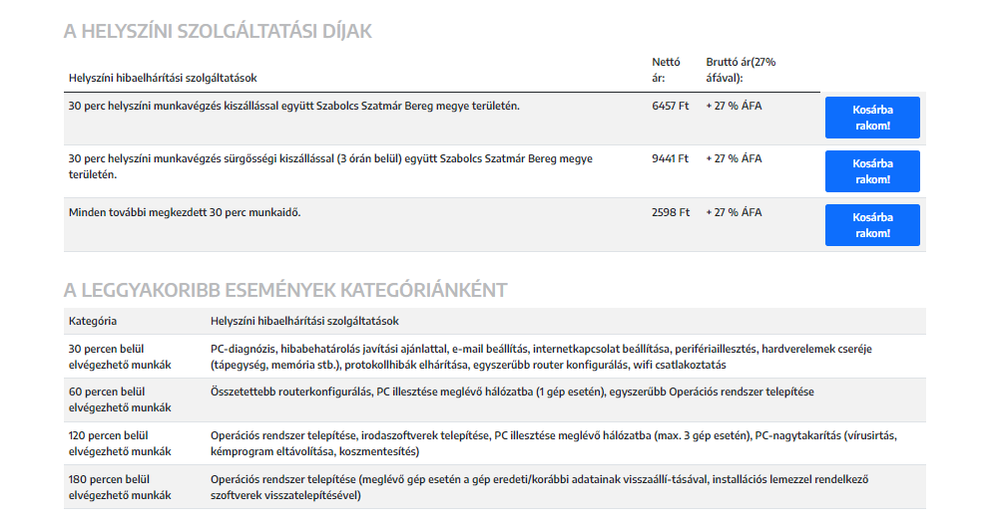 A HELYSZÍNI SZOLGÁLTATÁSI DÍJAK
Helyszíni hibaelhárítási szolgáltatások
Nettó
ár:
Bruttó ár(27%
áfával):
30 perc helyszíni munkavégzés kiszállással együtt Szabolcs Szatmár Bereg megye területén.
6457 Ft
+ 27 % ÁFA
Kosárba
rakom!
30 perc helyszíni munkavégzés sürgősségi kiszállással (3 órán belül) együtt Szabolcs Szatmár Bereg megye
területén.
9441 Ft
+ 27 % ÁFA
Kosárba
rakom!
Minden további megkezdett 30 perc munkaidő.
2598 Ft
+ 27 % ÁFA
Kosárba
rakom!
A LEGGYAKORIBB ESEMÉNYEK KATEGÓRIÁNKÉNT
Kategória
Helyszíni hibaelhárítási szolgáltatások
30 percen belül
elvégezhető munkák
PC-diagnózis, hibabehatárolás javítási ajánlattal, e-mail beállítás, internetkapcsolat beállítása, perifériaillesztés, hardverelemek cseréje
(tápegység, memória stb.), protokollhibák elhárítása, egyszerűbb router konfigurálás, wifi csatlakoztatás
60 percen belül
elvégezhető munkák
Összetettebb routerkonfigurálás, PC illesztése meglévő hálózatba (1 gép esetén), egyszerűbb Operációs rendszer telepítése
120 percen belül
elvégezhető munkák
Operációs rendszer telepítése, irodaszoftverek telepítése, PC illesztése meglévő hálózatba (max. 3 gép esetén), PC-nagytakarítás (vírusirtás,
kémprogram eltávolítása, koszmentesítés)
180 percen belül
elvégezhető munkák
Operációs rendszer telepítése (meglévő gép esetén a gép eredeti/korábbi adatainak visszaállí-tásával, installációs lemezzel rendelkező
szoftverek visszatelepítésével)